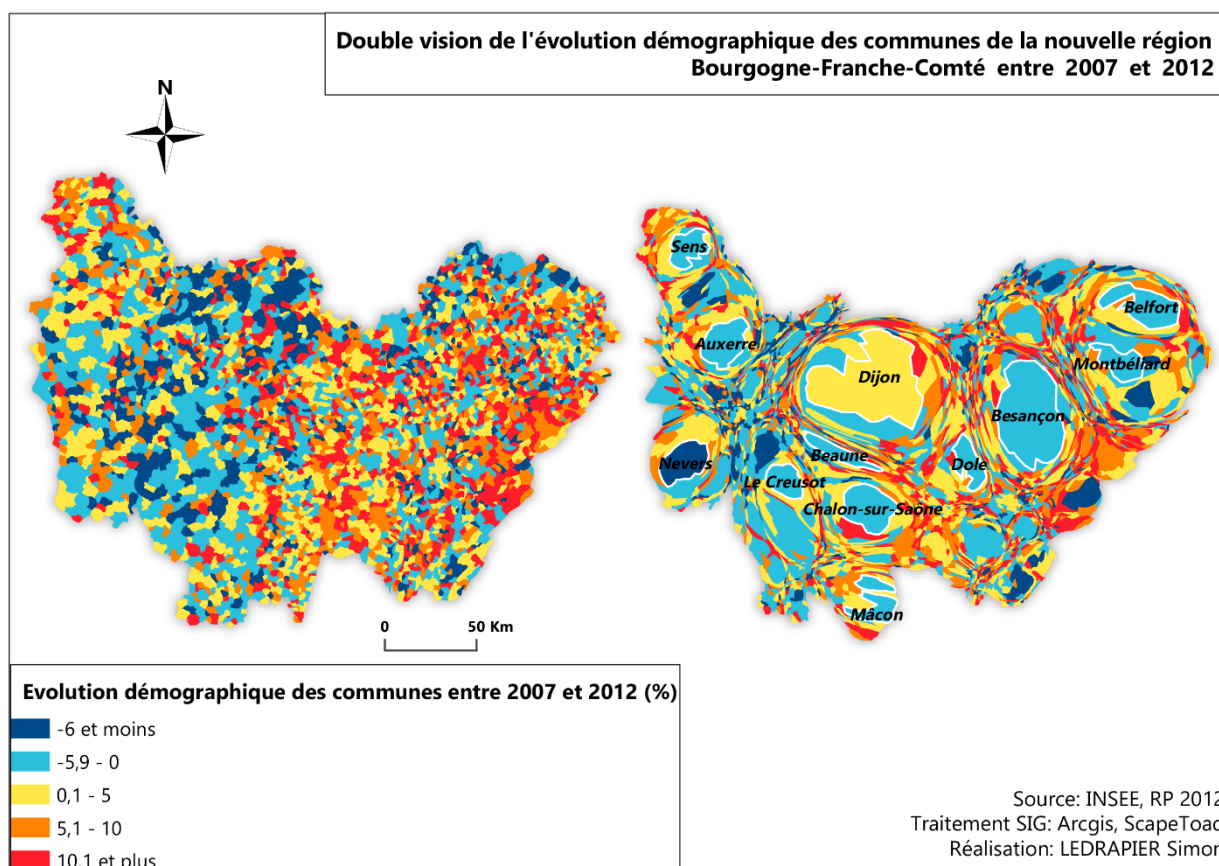 Double vision de l'évolution démographique des communes de la nouvelle région
Bourgogne-Franche-Comté entre 2007 et 2012
N
Sens
Belfort
Auxerre
Montbéliard
Dijon
Besançon
Beaune
Nevers
Dole
Le Creusot
Chalon-sur-Saône
Mâcon
0 50 Km
Evolution démographique des communes entre 2007 et 2012 (%)
-6 et moins
-5,9 - 0
0,1 - 5
5,1 - 10
10,1 et plus
Source: INSEE, RP 2012
Traitement SIG: Arcgis, ScapeToad
Réalisation: LEDRAPIER Simon